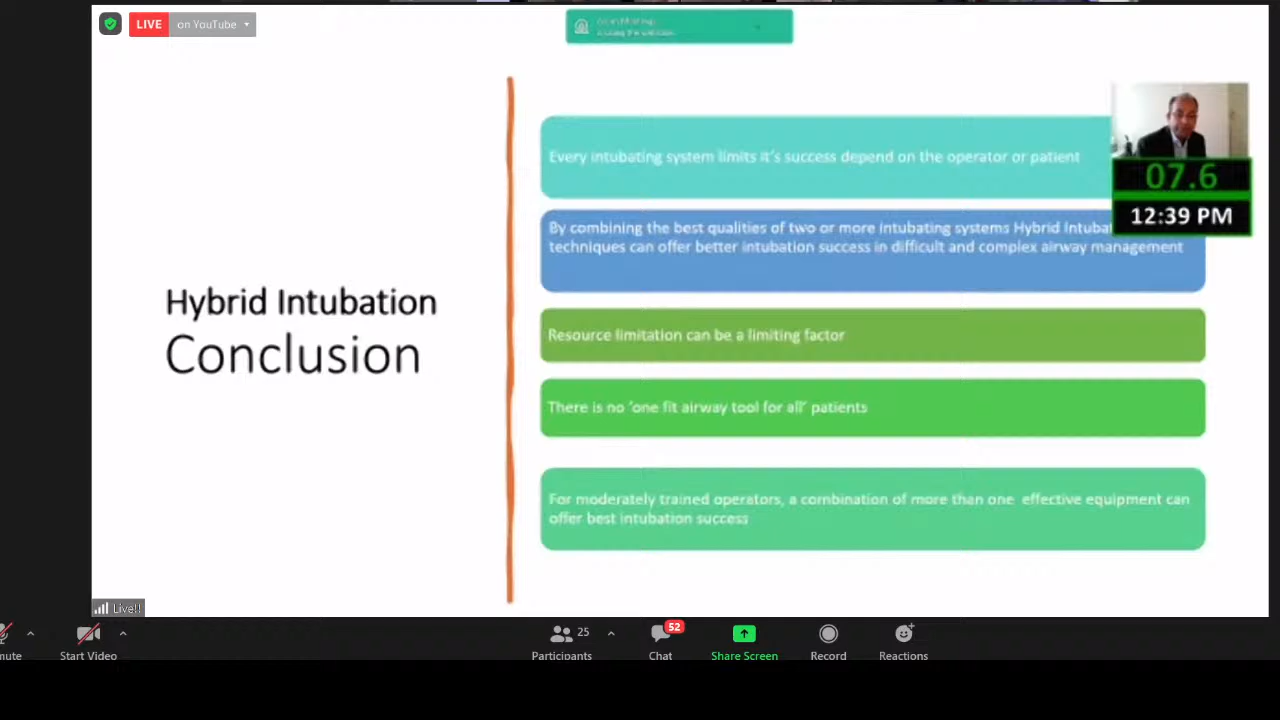 LIVE on YouTube
Every intubating system limits it's success depend on the operator or patient
07.6
12:39 PM
By combining the best qualities of two or more intubating systems Hybrid
techniques can offer better intubation success in difficult and complex airway management
Hybrid Intubation
Conclusion
Resource limitation can be a limiting factor
There is no 'one fit airway tool for all' patients
For moderately trained operators, a combination of more than one effective equipment can
offer best intubation success
Live!!
Start Video
Participants 25
Chat 52
Share Screen
Record
Reactions